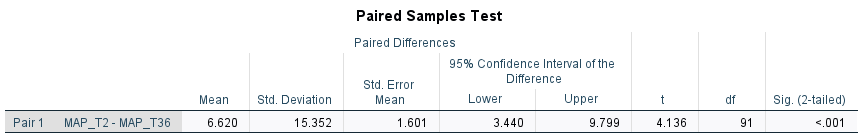 Paired Samples Test
Paired Differences
95% Confidence Interval of the
Difference
Mean Std. Deviation Std. Error
Mean Lower Upper t df Sig. (2-tailed)
Pair 1 MAP_T2 - MAP_T36 6.620 15.352 1.601 3.440 9.799 4.136 91 <.001